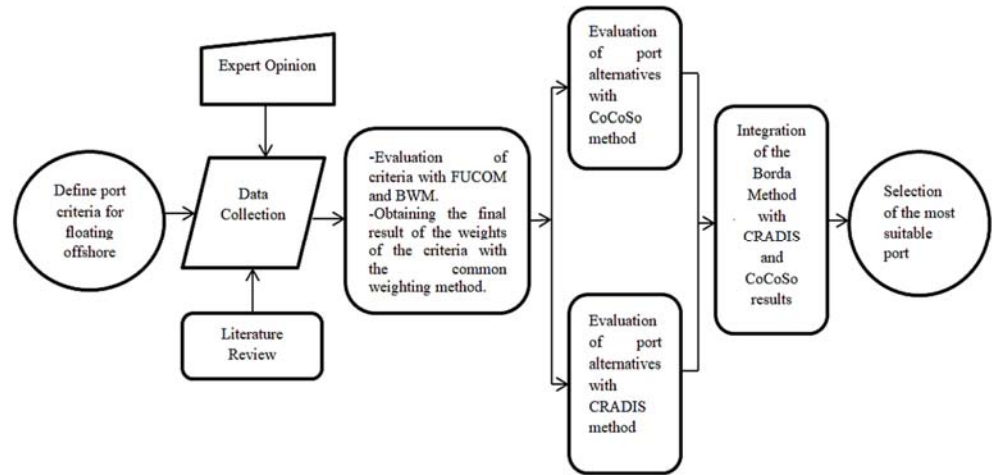 Define port
criteria for
floating
offshore
Expert Opinion
Data
Collection
Literature
Review
-Evaluation of
criteria with FUCOM
and BWM.
-Obtaining the final
result of the weights
of the criteria with
the common
weighting method.
Evaluation
of port
alternatives
with
CoCoSo
method
Evaluation
of port
alternatives
with
CRADIS
method
Integration
of the
Borda
Method
with
CRADIS
and
CoCoSo
results
Selection
of the most
suitable
port